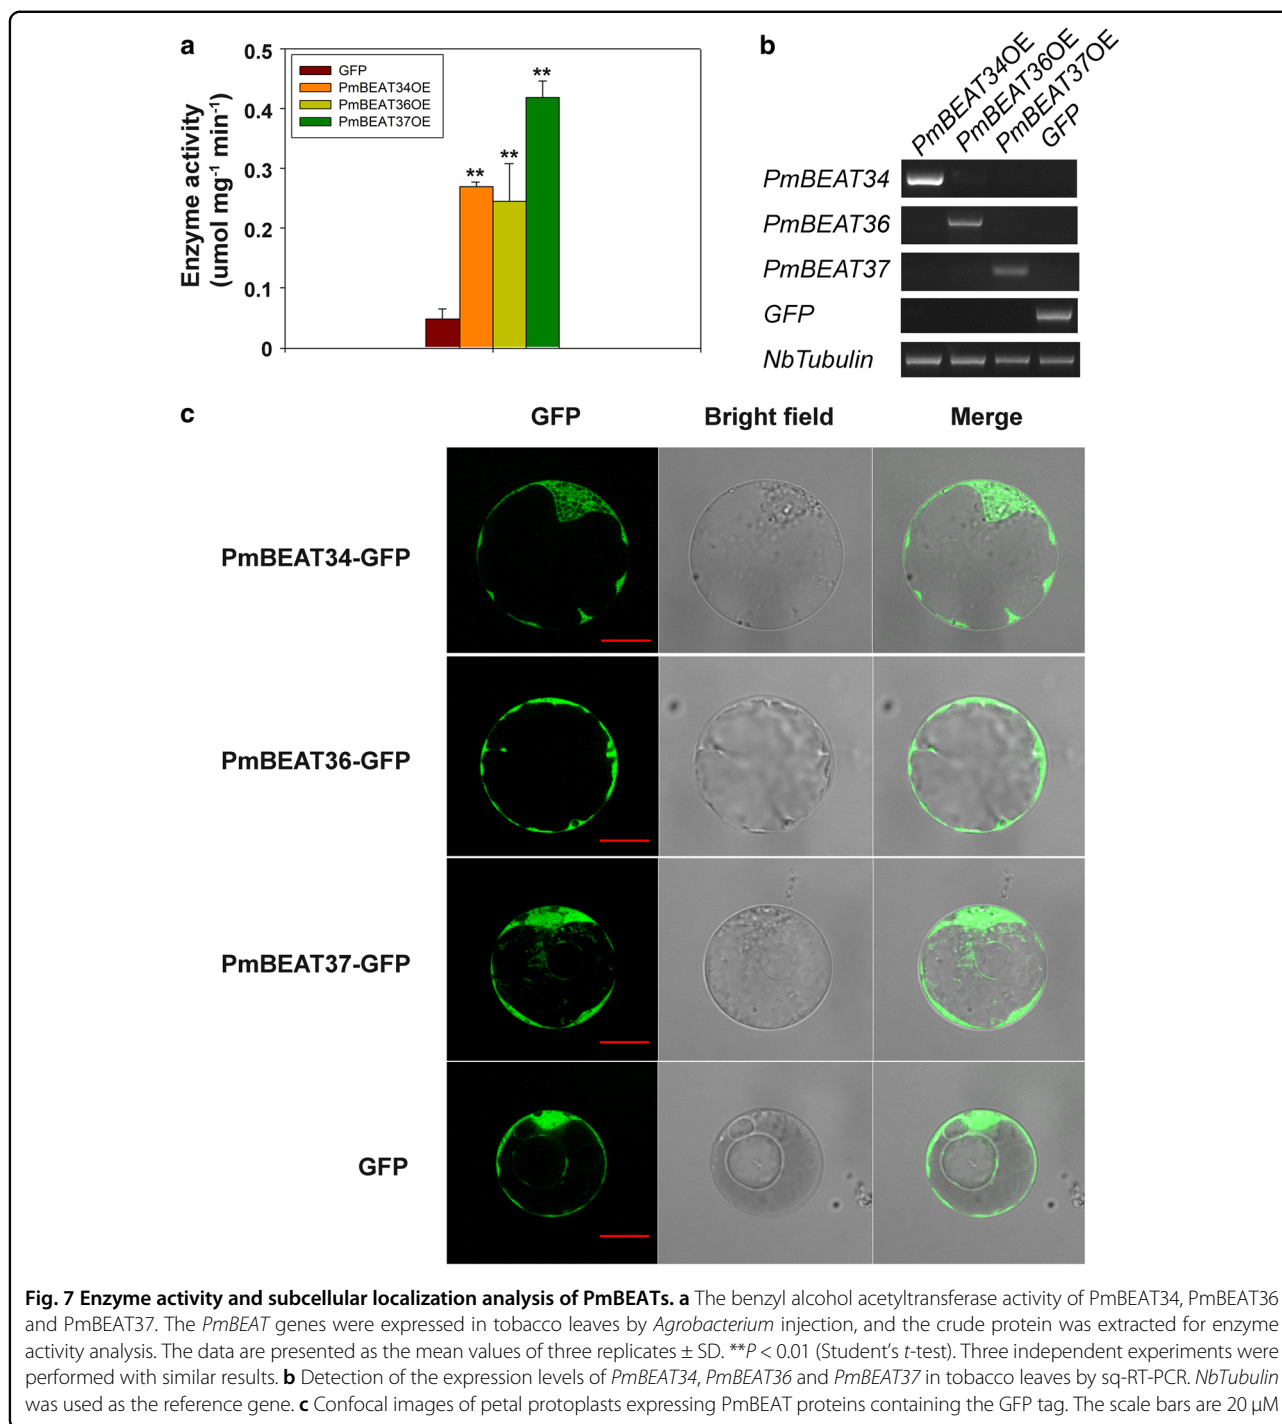 a
Enzyme activity
(umol mg⁻¹ min⁻¹)
0.5
0.4
0.3
0.2
0.1
0
GFP
PmBEAT34OE
PmBEAT36OE
PmBEAT37OE
**
**
**
b
PmBEAT34OE
PmBEAT36OE
PmBEAT37OE
GFP
PmBEAT34
PmBEAT36
PmBEAT37
GFP
NbTubulin
c
GFP Bright field Merge
PmBEAT34-GFP
PmBEAT36-GFP
PmBEAT37-GFP
GFP
Fig. 7 Enzyme activity and subcellular localization analysis of PmBEATs. a The benzyl alcohol acetyltransferase activity of PmBEAT34, PmBEAT36
and PmBEAT37. The PmBEAT genes were expressed in tobacco leaves by Agrobacterium injection, and the crude protein was extracted for enzyme
activity analysis. The data are presented as the mean values of three replicates ± SD. **P < 0.01 (Student's t-test). Three independent experiments were
performed with similar results. b Detection of the expression levels of PmBEAT34, PmBEAT36 and PmBEAT37 in tobacco leaves by sq-RT-PCR. NbTubulin
was used as the reference gene. c Confocal images of petal protoplasts expressing PmBEAT proteins containing the GFP tag. The scale bars are 20 μM